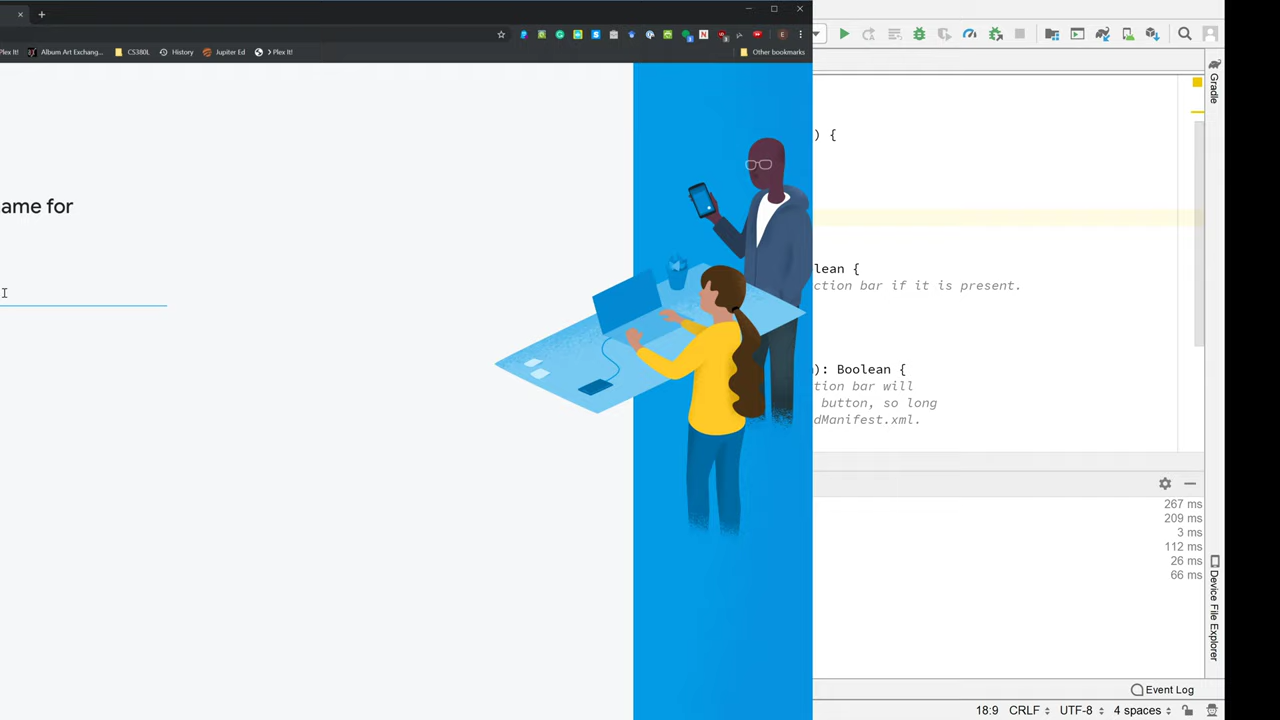 Plex It!
Album Art Exchang...
CS380L
History
Jupiter Ed
> Plex It!
Other bookmarks
ame for
) {
lean {
ction bar if it is present.
): Boolean {
tion bar will
button, so long
dManifest.xml.
267 ms
209 ms
3 ms
112 ms
26 ms
66 ms
Gradle
Device File Explorer
Event Log
18:9 CRLF UTF-8 4 spaces